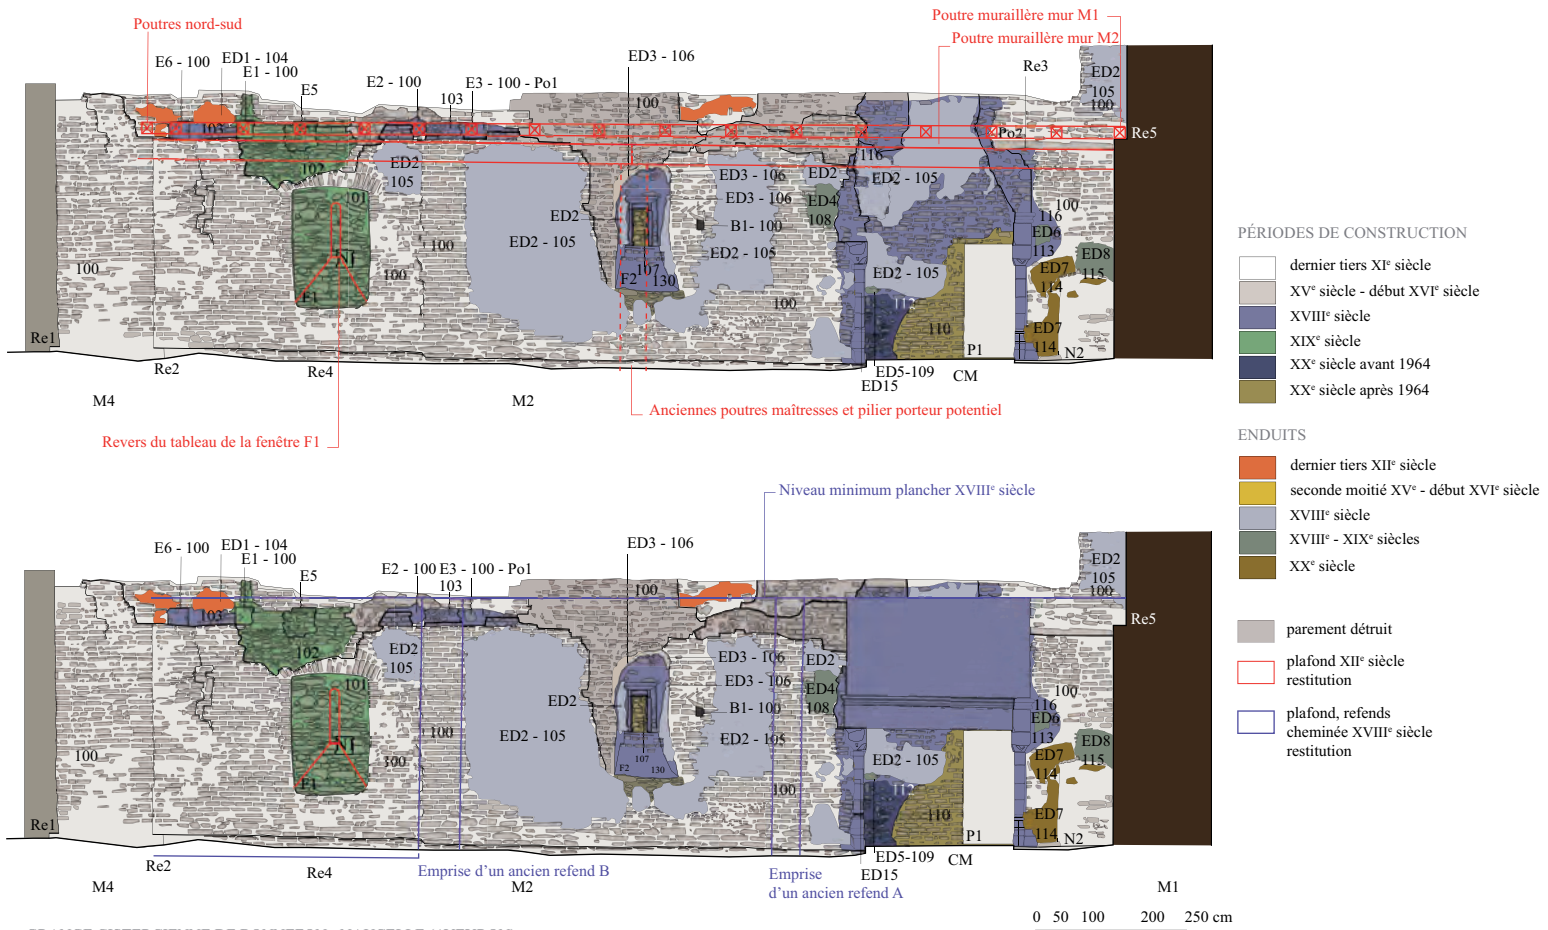 Poutres nord-sud
Poutre muraillère mur M1
Poutre muraillère mur M2
E6 - 100
ED1 - 104
E1 - 100
E5
E2 - 100
103
E3 - 100 - Po1
ED3 - 106
Re3
ED2
105
100
103
100
Po2
Re5
102
ED2
105
116
ED3 - 106
ED2
ED2 - 105
101
ED3 - 106
ED4
108
100
116
ED2
B1- 100
ED6
113
100
100
ED2 - 105
ED2 - 105
ED8
115
100
F1
F2
107
130
ED2 - 105
ED7
114
100
112
110
ED7
114
Re1
P1
N2
Re2
Re4
ED5-109
ED15
CM
M4
M2
Anciennes poutres maîtresses et pilier porteur potentiel
Revers du tableau de la fenêtre F1
PÉRIODES DE CONSTRUCTION
dernier tiers XIe siècle
XVe siècle - début XVIe siècle
XVIIIe siècle
XIXe siècle
XXe siècle avant 1964
XXe siècle après 1964
ENDUITS
dernier tiers XIIe siècle
seconde moitié XVe - début XVIe siècle
XVIIIe siècle
XVIIIe - XIXe siècles
XXe siècle
parement détruit
plafond XIIe siècle
restitution
plafond, refends
cheminée XVIIIe siècle
restitution
Niveau minimum plancher XVIIIe siècle
E6 - 100
ED1 - 104
E1 - 100
E5
E2 - 100
103
E3 - 100 - Po1
ED3 - 106
ED2
105
100
100
103
Re5
102
ED2
105
ED3 - 106
ED2
101
ED3 - 106
ED4
108
100
116
ED2
B1- 100
ED6
113
100
100
100
ED2 - 105
ED2 - 105
ED2 - 105
ED8
115
F1
F2
107
130
ED7
114
100
112
110
ED7
114
Re1
P1
N2
Re2
Re4
ED5-109
ED15
CM
Emprise d’un ancien refend B
Emprise
d’un ancien refend A
M4
M2
M1
0 50 100 200 250 cm